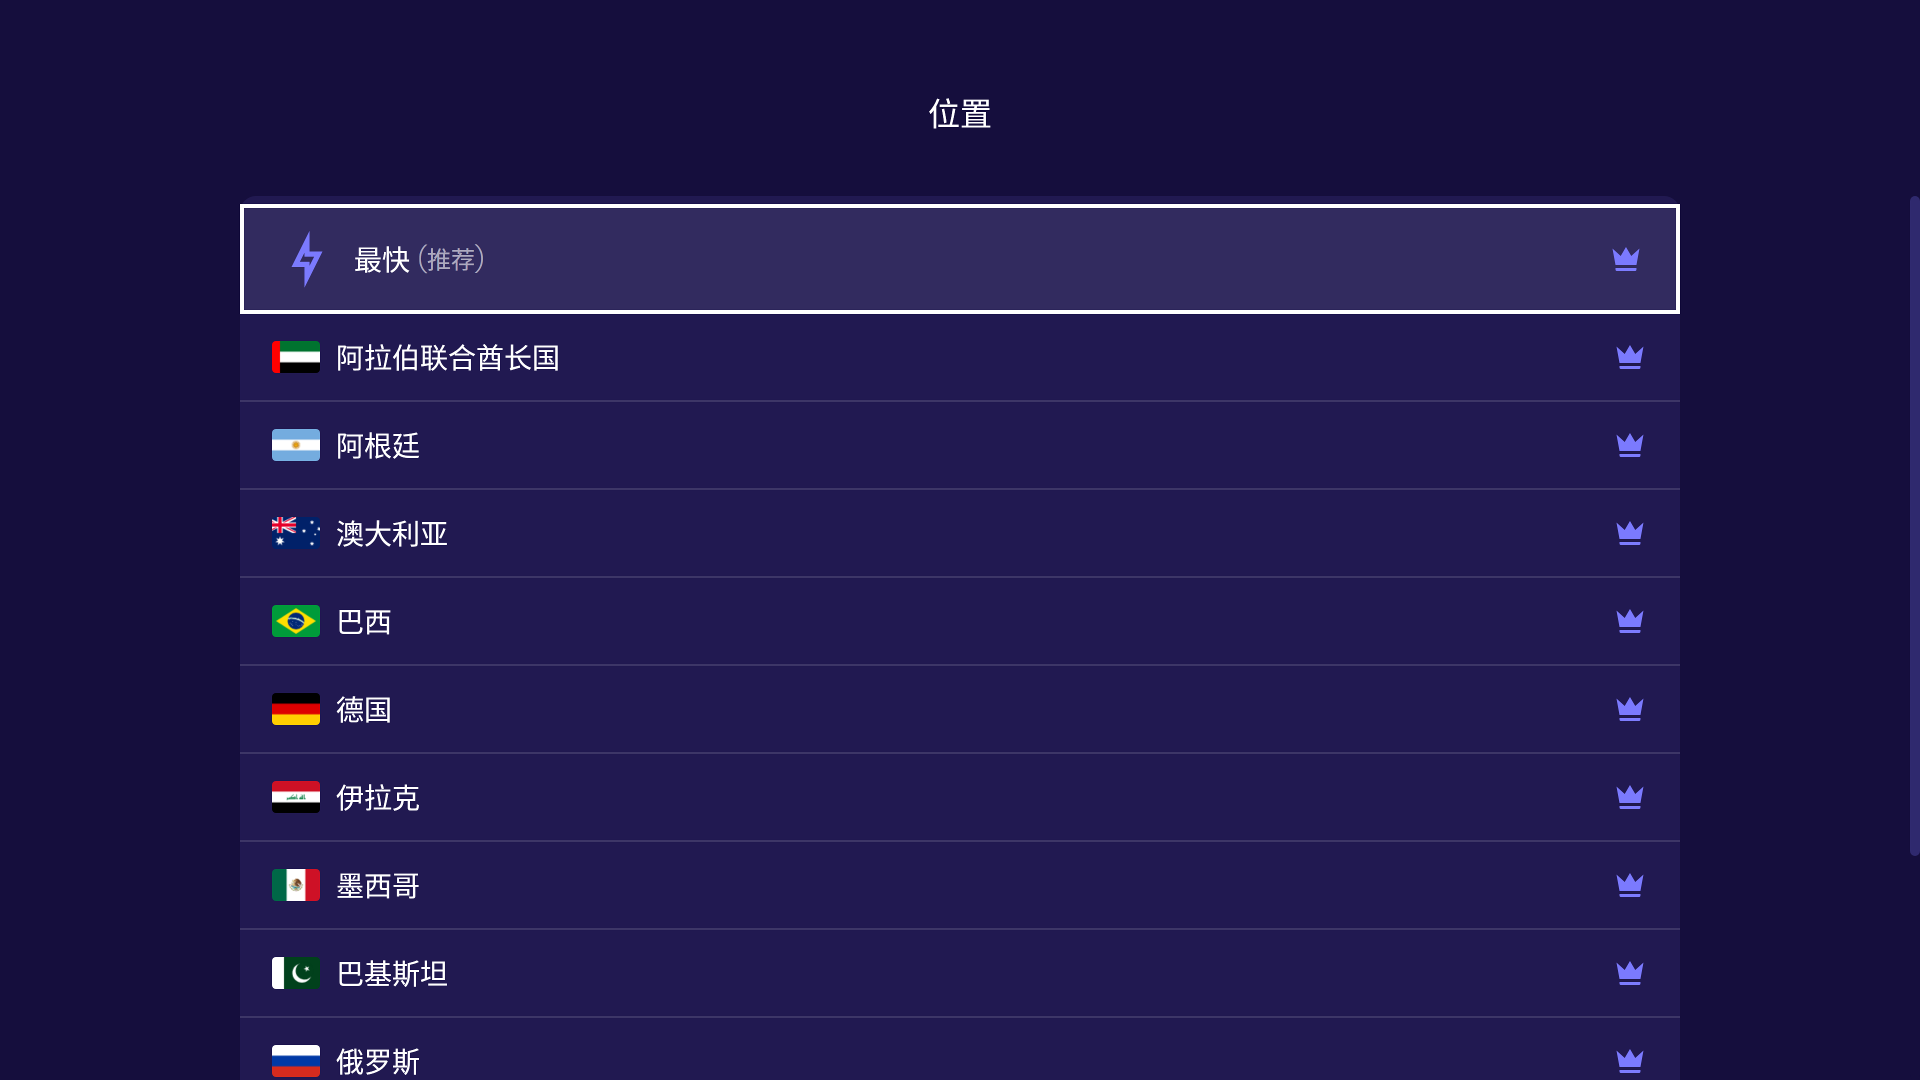 位置
最快 (推荐)
阿拉伯联合酋长国
阿根廷
澳大利亚
巴西
德国
伊拉克
墨西哥
巴基斯坦
俄罗斯